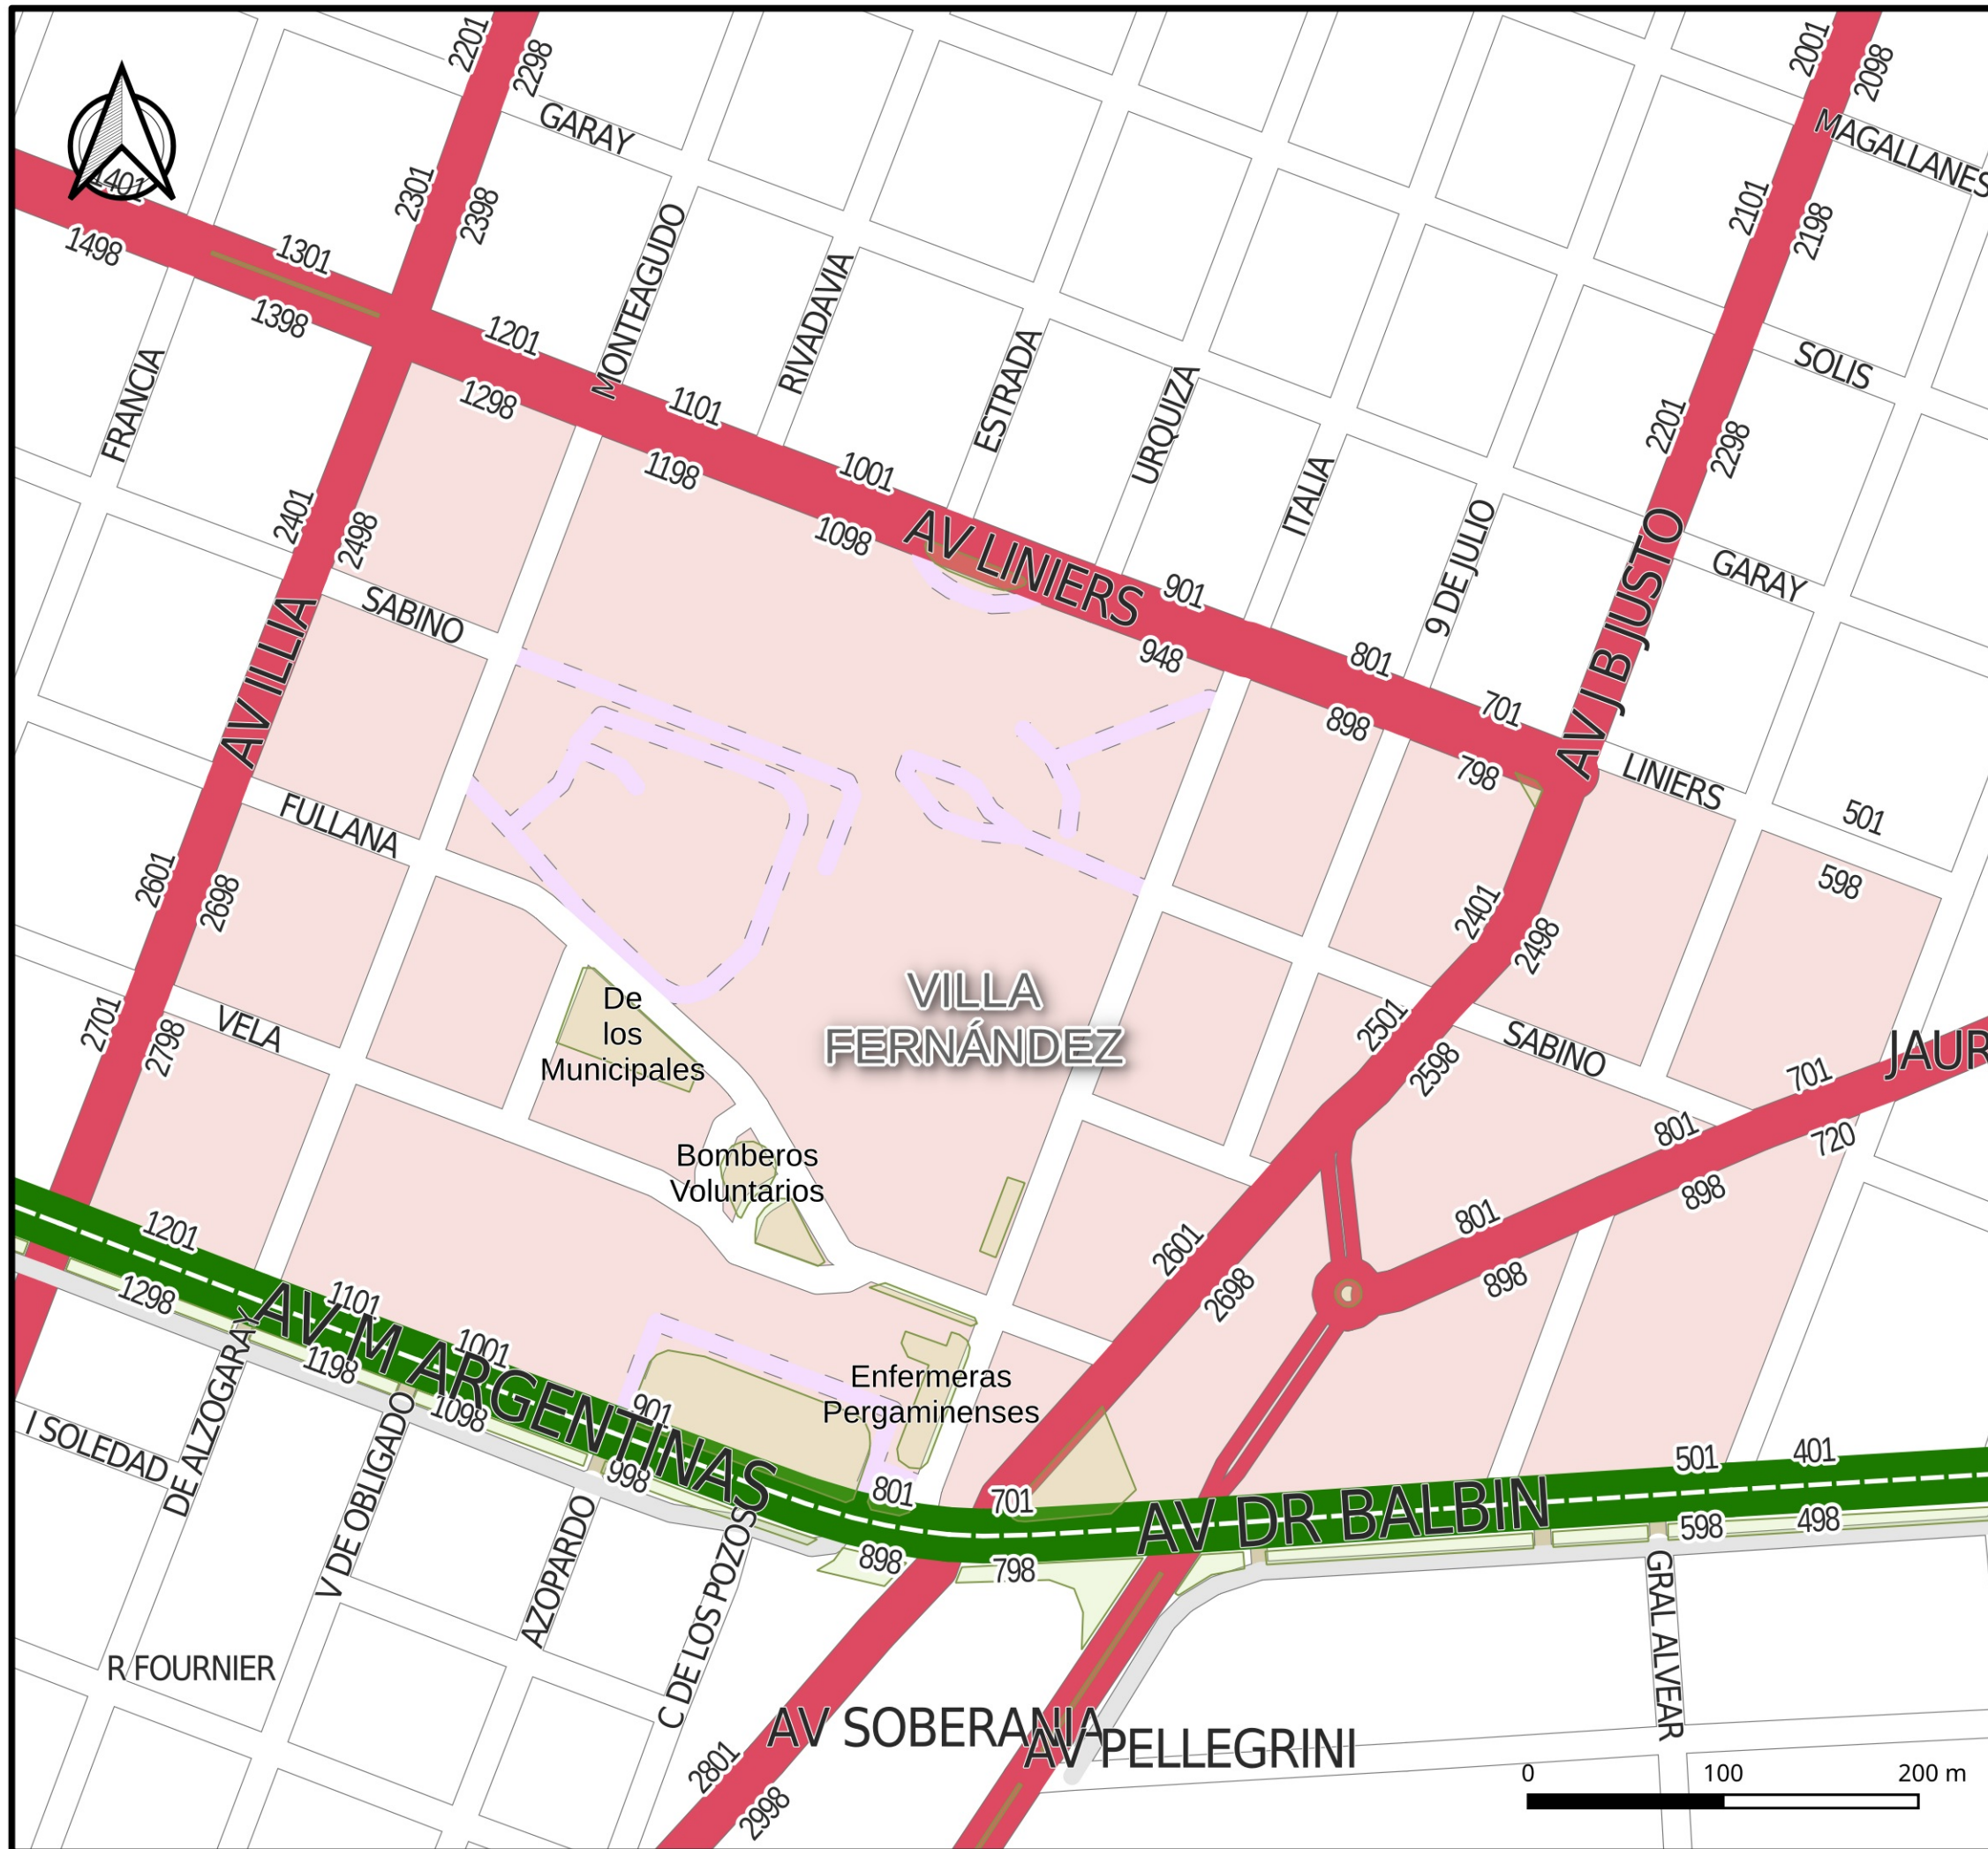 2201
2298
2001
2098
GARAY
MAGALLANES
1401
2301
2398
2101
2198
1498
1301
MONTEAGUDO
RIVADAVIA
1398
1201
FRANCIA
ESTRADA
SOLIS
1298
1101
URQUIZA
2201
2298
1198
1001
ITALIA
2401
2498
1098
AV LINIERS
9 DE JULIO
AV J B JUSTO
GARAY
SABINO
901
948
801
AV ILLIA
898
701
798
LINIERS
501
598
FULLANA
2601
2698
2401
2498
VILLA
FERNÁNDEZ
De
los
Municipales
2701
2798
VELA
2501
2598
SABINO
JAUR
701
801
720
898
Bomberos
Voluntarios
1201
1298
2601
2698
801
898
AV M ARGENTINAS
1101
1198
1001
1098
901
998
Enfermeras
Pergaminenses
801
898
701
798
AV DR BALBIN
501
401
598
498
I SOLEDAD
DE ALZOGARAY
V DE OBLIGADO
AZOPARDO
C DE LOS POZOS
GRAL ALVEAR
R FOURNIER
AV SOBERANIA
AV PELLEGRINI
2801
2998
0 100 200 m